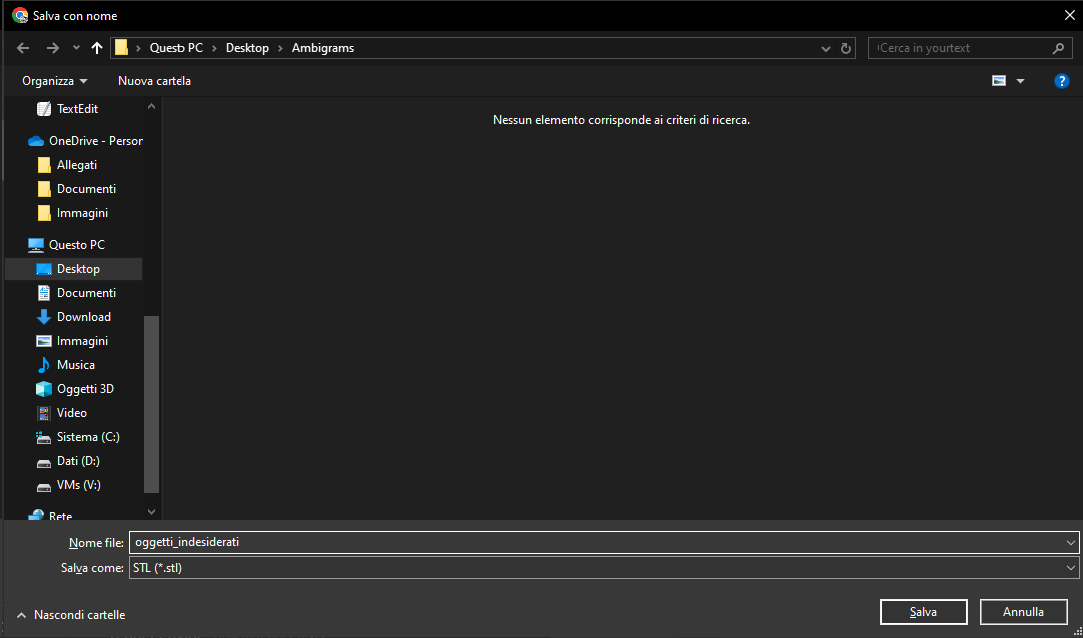 Salva con nome
Questo PC > Desktop > Ambigrams
Cerca in yourtext
Organizza
Nuova cartela
?
Nessun elemento corrisponde ai criteri di ricerca.
TextEdit
OneDrive - Person
Allegati
Documenti
Immagini
Questo PC
Desktop
Documenti
Download
Immagini
Musica
Oggetti 3D
Video
Sistema (C:)
Dati (D:)
VMs (V:)
Rete
Nome file: oggetti_indesiderati
Salva come: STL (*.stl)
Nascondi cartelle
Salva
Annulla